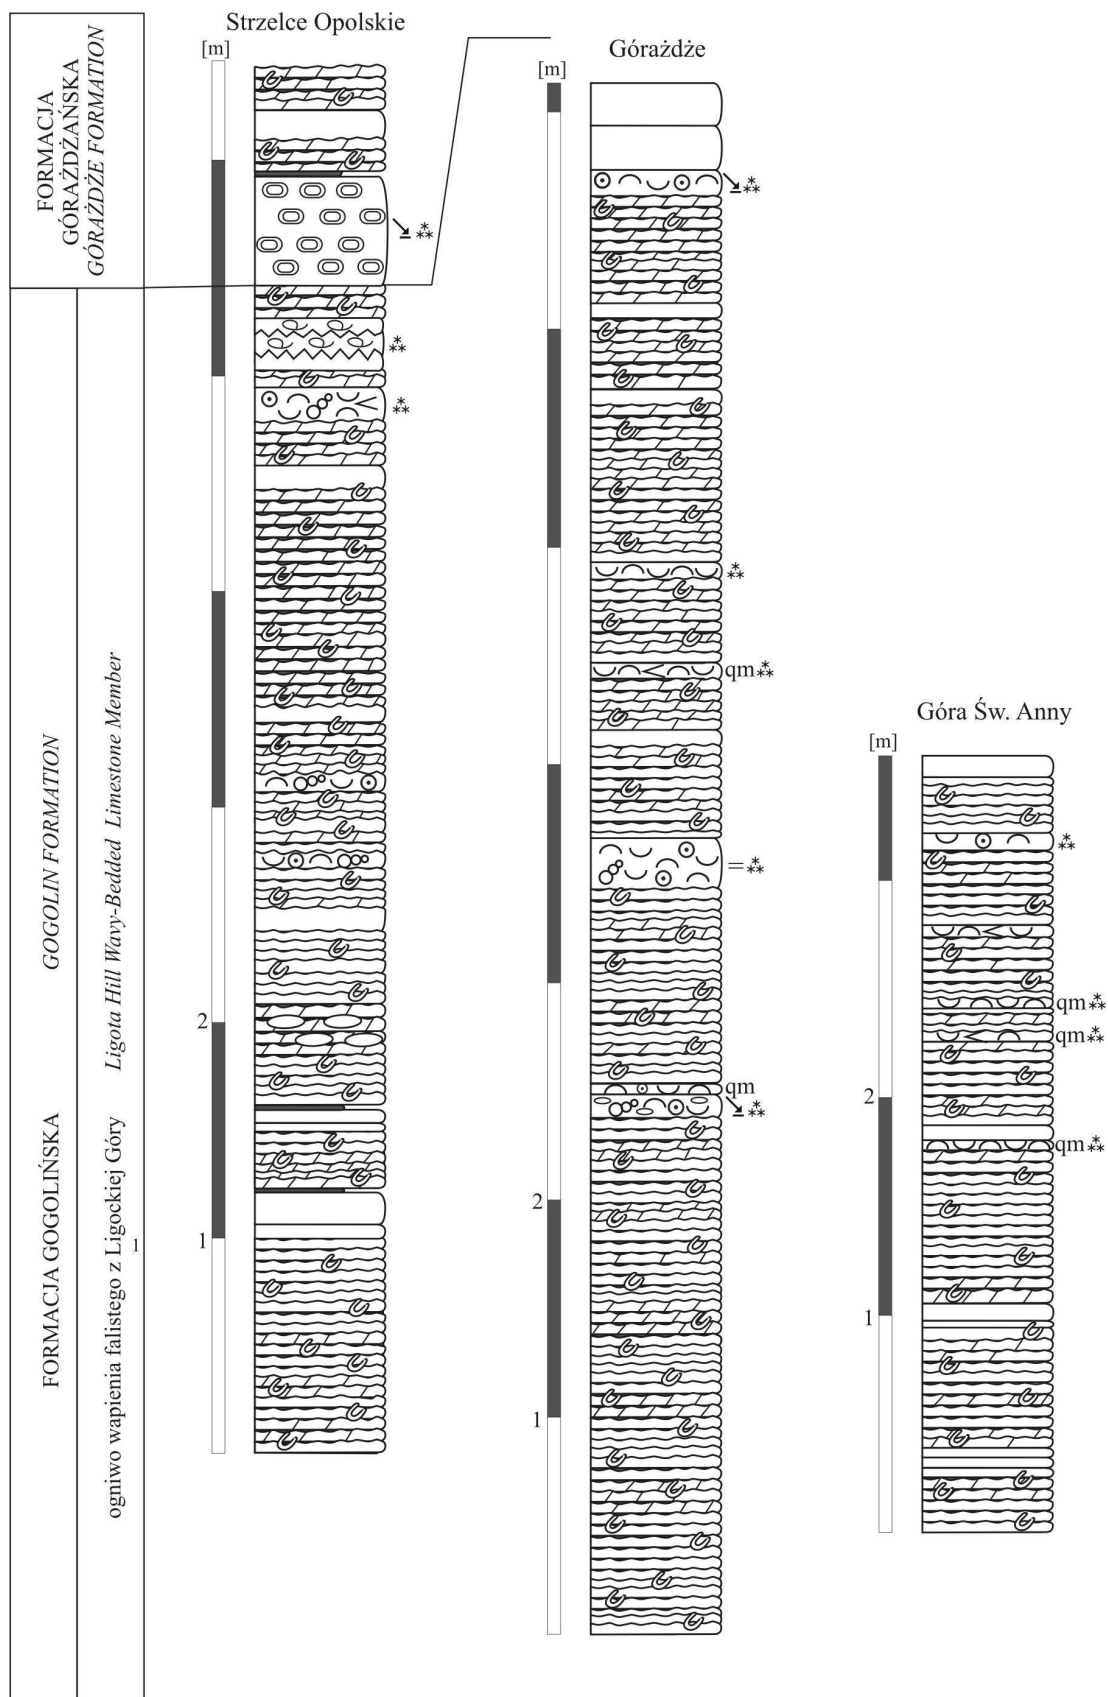 FORMACJA
GÓRAŻDŻAŃSKA
GÓRAŻDŻE FORMATION
FORMACJA GOGOLIŃSKA
GOGOLIN FORMATION
ogniwo wapienia falistego z Ligockiej Góry
Ligota Hill Wavy-Bedded Limestone Member
1
Strzelce Opolskie
[m]
2
1
Górażdże
[m]
qm
= 
qm
2
1
Góra Św. Anny
[m]
qm
qm
2
qm
1